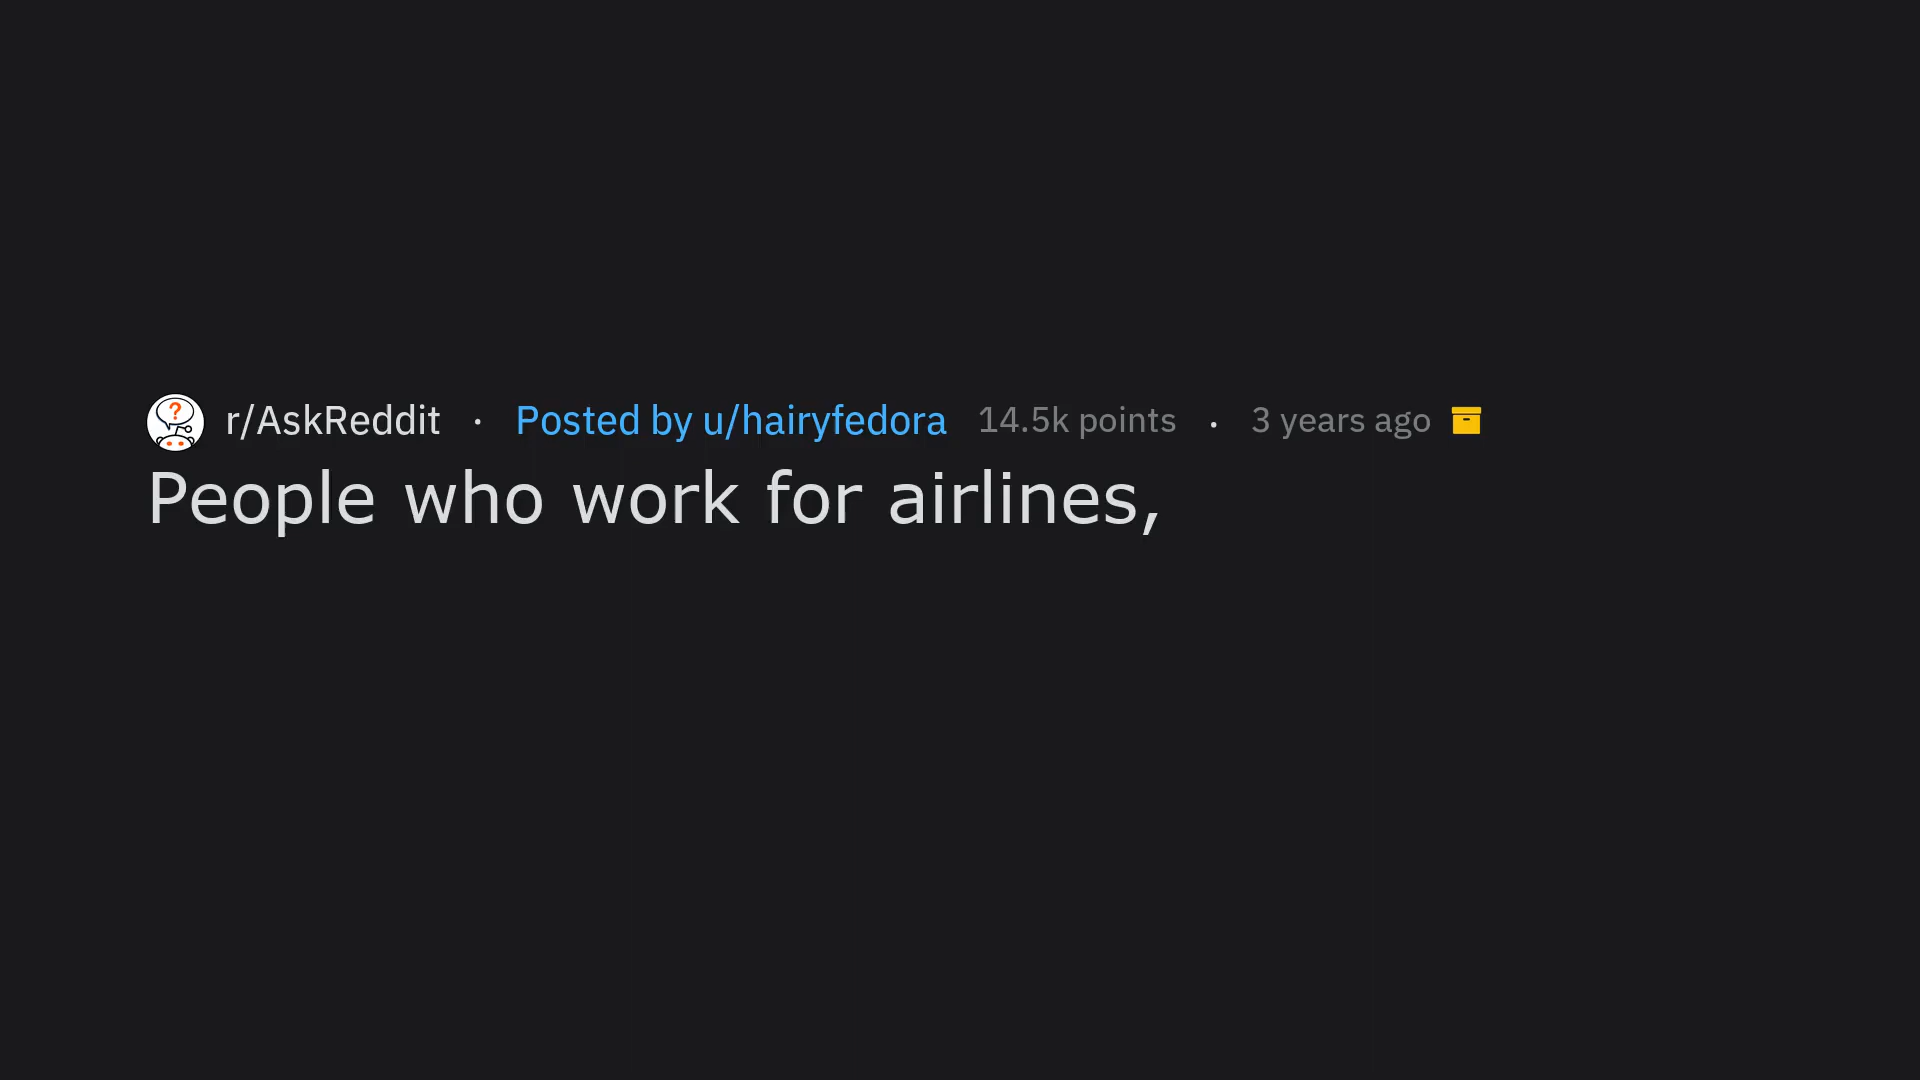 r/AskReddit · Posted by u/hairyfedora 14.5k points · 3 years ago
People who work for airlines,